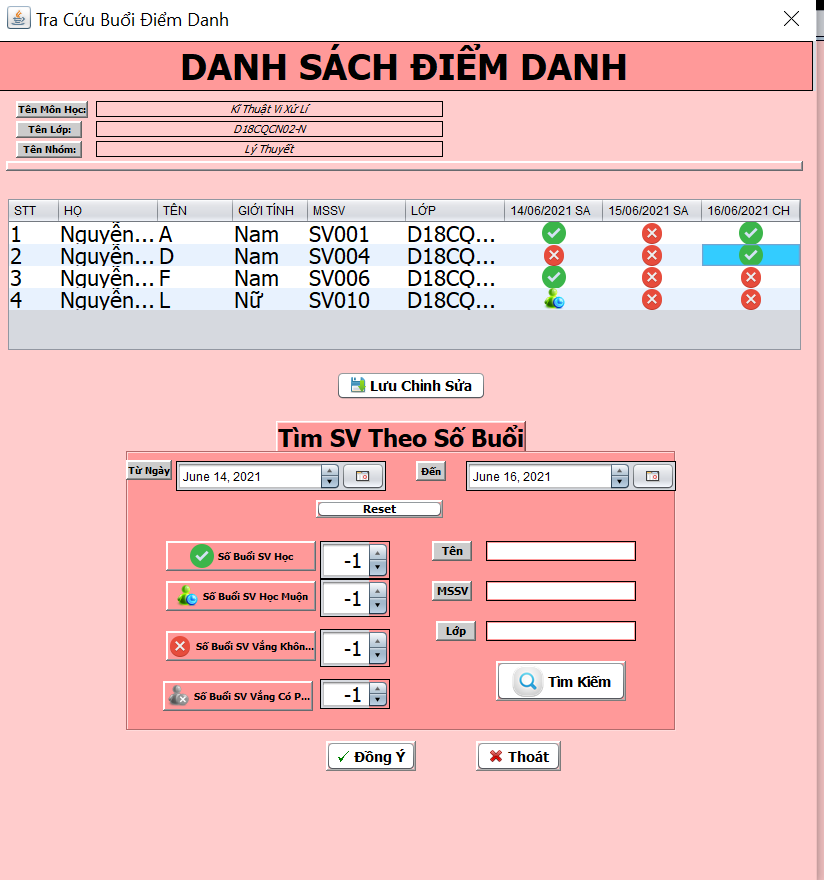 Tra Cứu Buổi Điểm Danh
DANH SÁCH ĐIỂM DANH
Tên Môn Học: Kĩ Thuật Vi Xử Lí
Tên Lớp: D18CQCN02-N
Tên Nhóm: Lý Thuyết
STT HỌ TÊN GIỚI TÍNH MSSV LỚP 14/06/2021 SA 15/06/2021 SA 16/06/2021 CH
1 Nguyễn... A Nam SV001 D18CQ...
2 Nguyễn... D Nam SV004 D18CQ...
3 Nguyễn... F Nam SV006 D18CQ...
4 Nguyễn... L Nữ SV010 D18CQ...
Lưu Chỉnh Sửa
Tìm SV Theo Số Buổi
Từ Ngày June 14, 2021 Đến June 16, 2021
Reset
Số Buổi SV Học -1 Tên
Số Buổi SV Học Muộn -1 MSSV
Số Buổi SV Vắng Khôn... -1 Lớp
Số Buổi SV Vắng Có P... -1 Tìm Kiếm
Đồng Ý Thoát